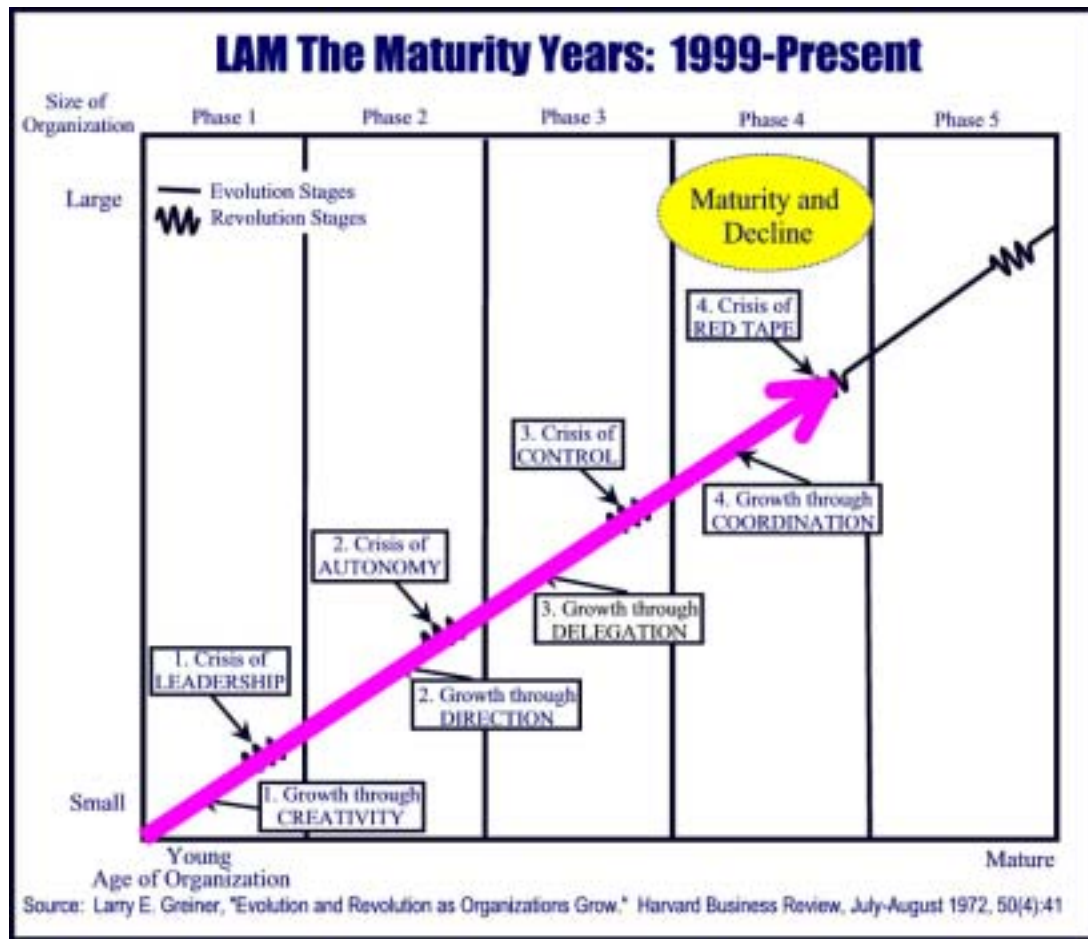 LAM The Maturity Years: 1999-Present
Size of
Organization
Phase 1
Phase 2
Phase 3
Phase 4
Phase 5
Large
Evolution Stages
Revolution Stages
Maturity and
Decline
4. Crisis of
RED TAPE
3. Crisis of
CONTROL
4. Growth through
COORDINATION
2. Crisis of
AUTONOMY
3. Growth through
DELEGATION
1. Crisis of
LEADERSHIP
2. Growth through
DIRECTION
Small
1. Growth through
CREATIVITY
Young
Mature
Age of Organization
Source: Larry E. Greiner, "Evolution and Revolution as Organizations Grow." Harvard Business Review, July-August 1972, 50(4):41